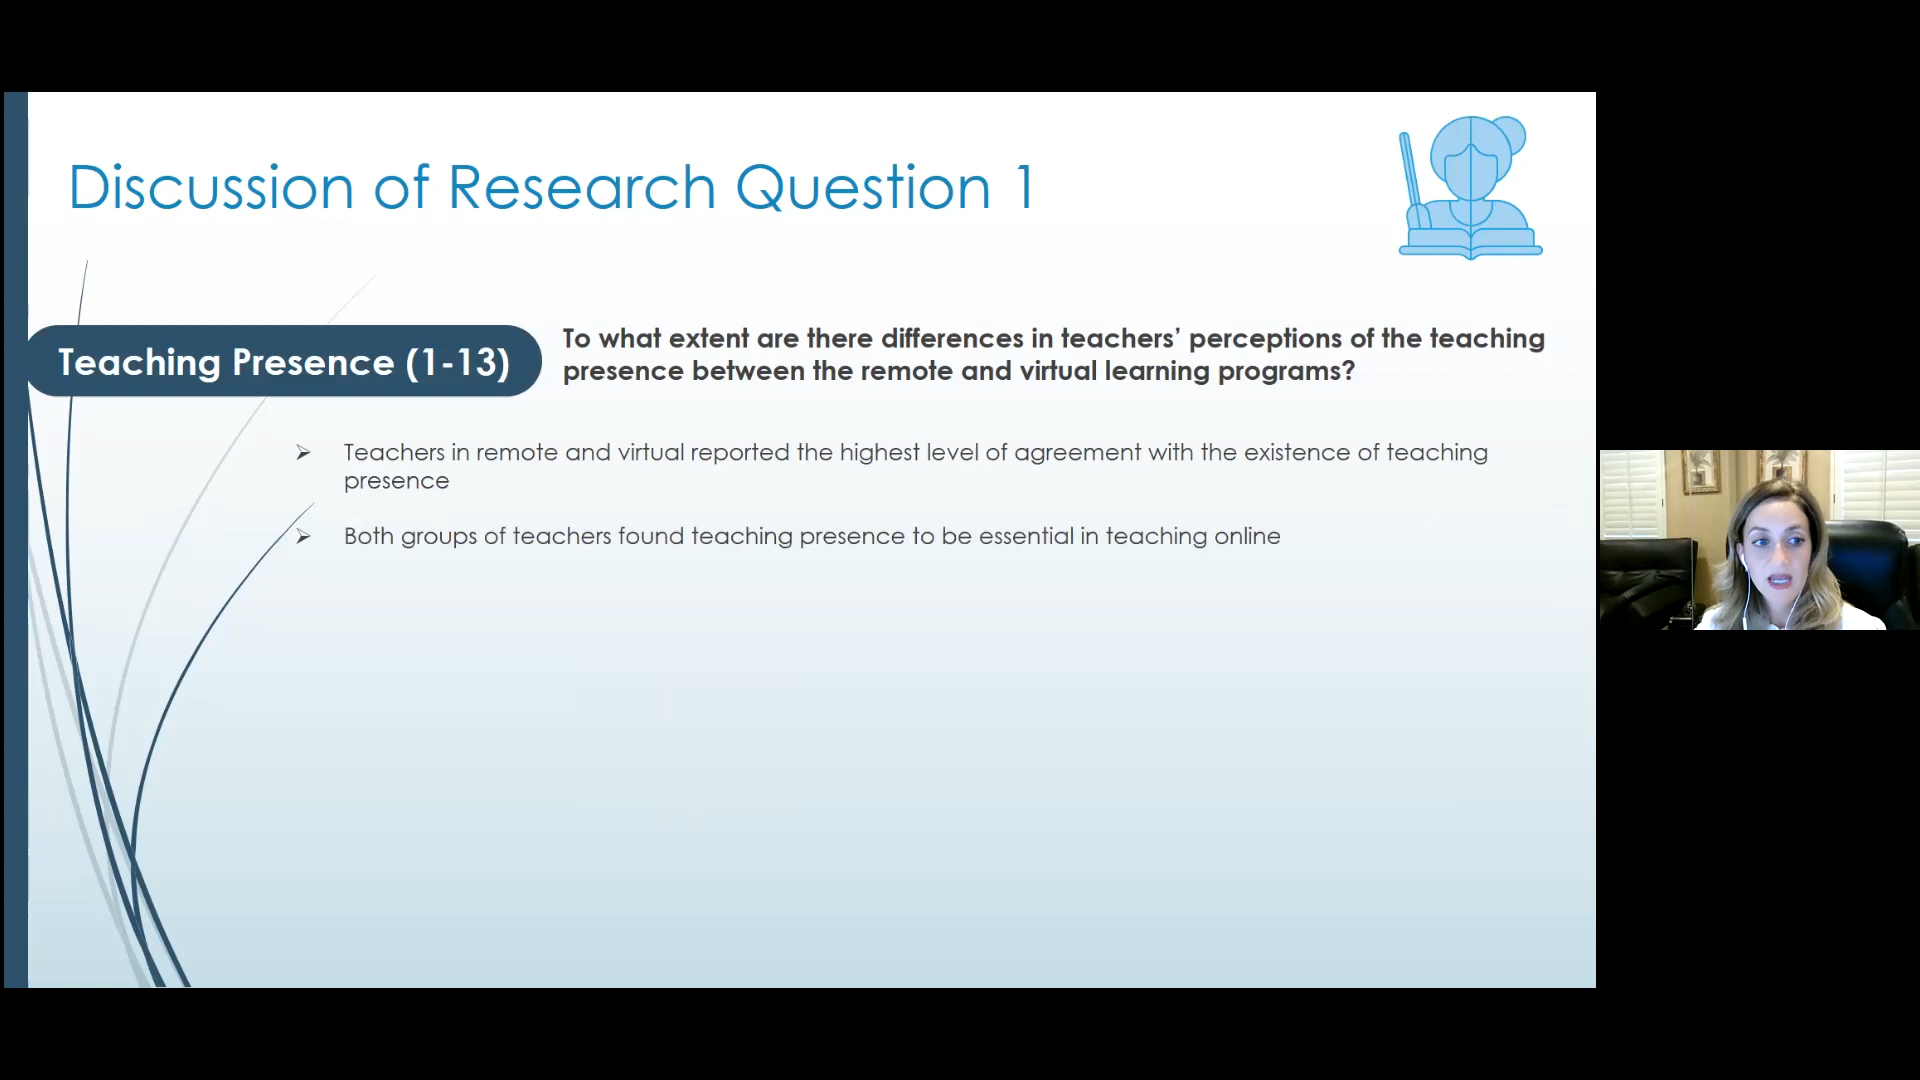 Discussion of Research Question 1
Teaching Presence (1-13)
To what extent are there differences in teachers’ perceptions of the teaching
presence between the remote and virtual learning programs?
Teachers in remote and virtual reported the highest level of agreement with the existence of teaching
presence
Both groups of teachers found teaching presence to be essential in teaching online